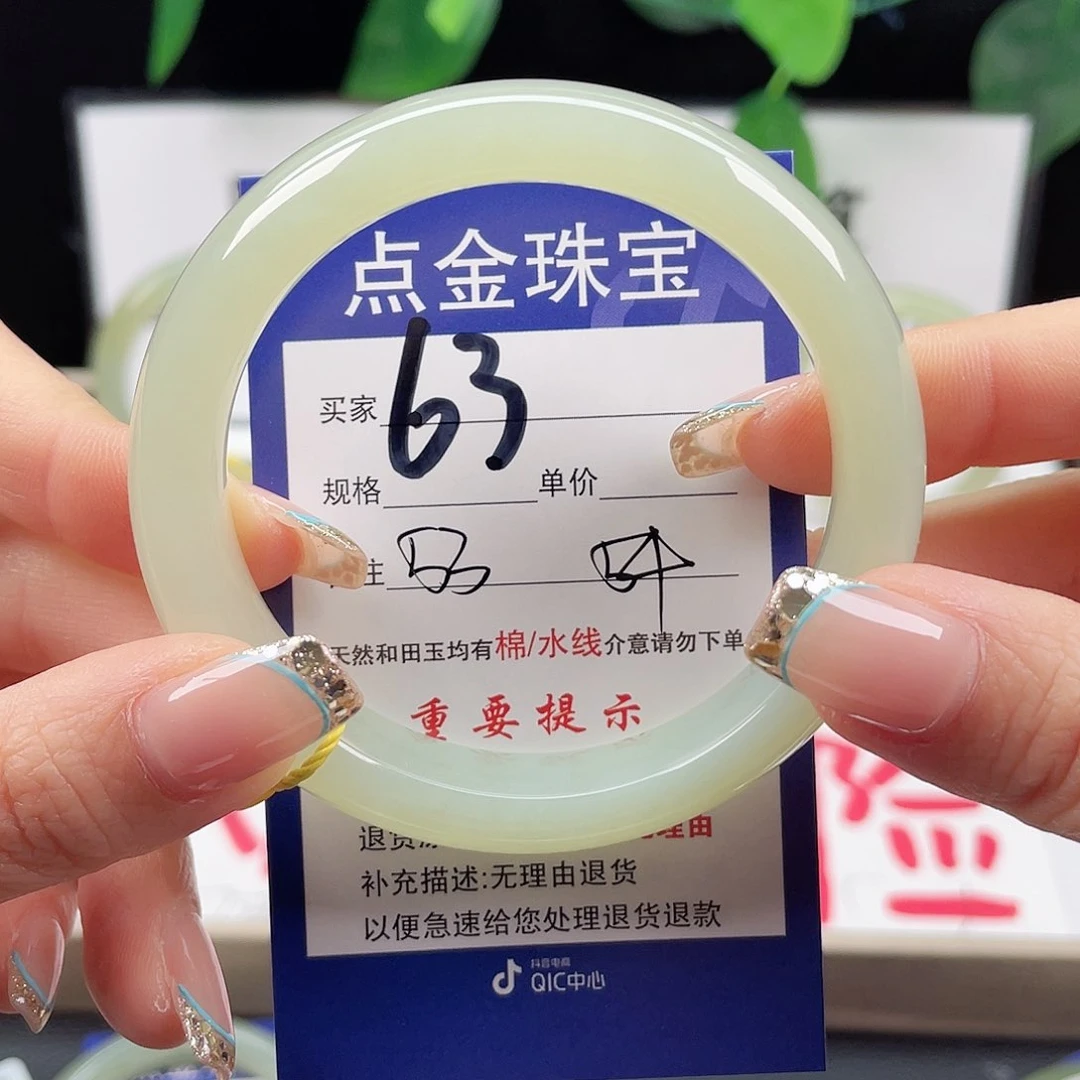 点金珠宝
买家 63
规格 单价
注
天然和田玉均有棉/水线介意请勿下单
重要提示
退货 理由
补充描述:无理由退货
以便急速给您处理退货退款
抖音电商
QIC中心